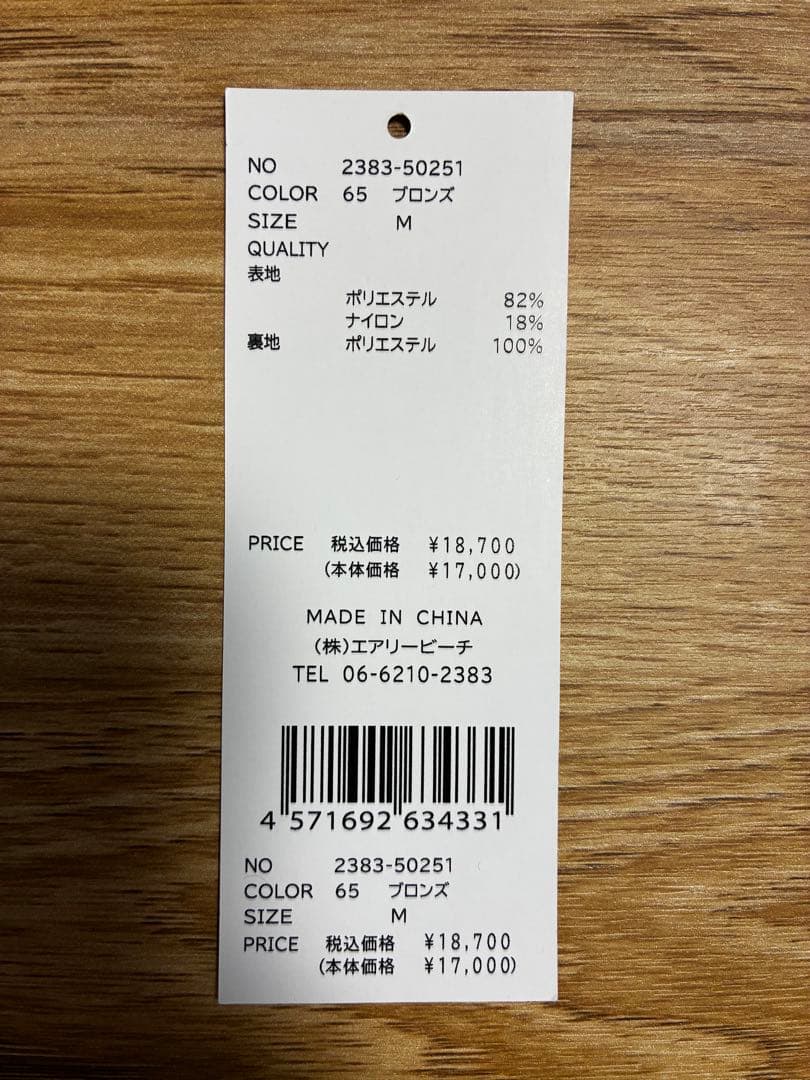 NO 2383-50251
COLOR 65 ブロンズ
SIZE M
QUALITY
表地
ポリエステル 82%
ナイロン 18%
裏地 ポリエステル 100%
PRICE 税込価格 ¥18,700
(本体価格 ¥17,000)
MADE IN CHINA
(株)エアリービーチ
TEL 06-6210-2383
4 571692 634331
NO 2383-50251
COLOR 65 ブロンズ
SIZE M
PRICE 税込価格 ¥18,700
(本体価格 ¥17,000)